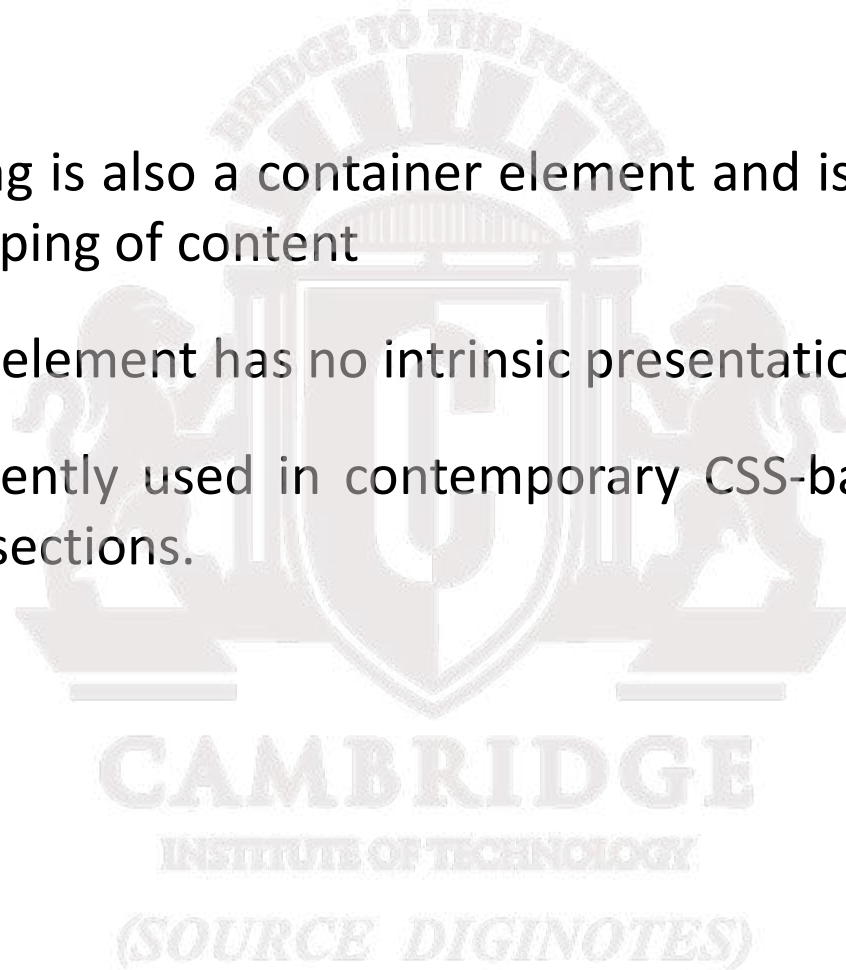 BRIDGE TO THE FUTURE
ng is also a container element and is
ping of content
element has no intrinsic presentatio
ently used in contemporary CSS-ba
sections.
CAMBRIDGE
INSTITUTE OF TECHNOLOGY
(SOURCE DIGINOTES)